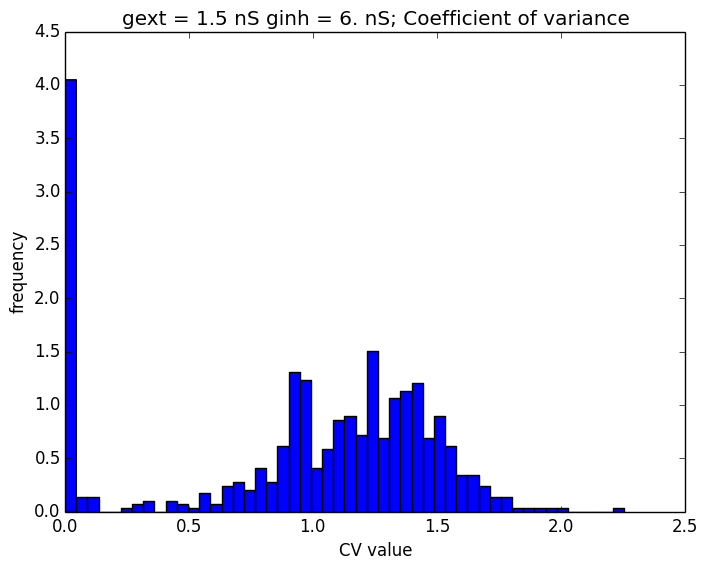 gext = 1.5 nS ginh = 6. nS; Coefficient of variance
4.5
4.0
3.5
3.0
2.5
2.0
1.5
1.0
0.5
0.0
frequency
0.0 0.5 1.0 1.5 2.0 2.5
CV value